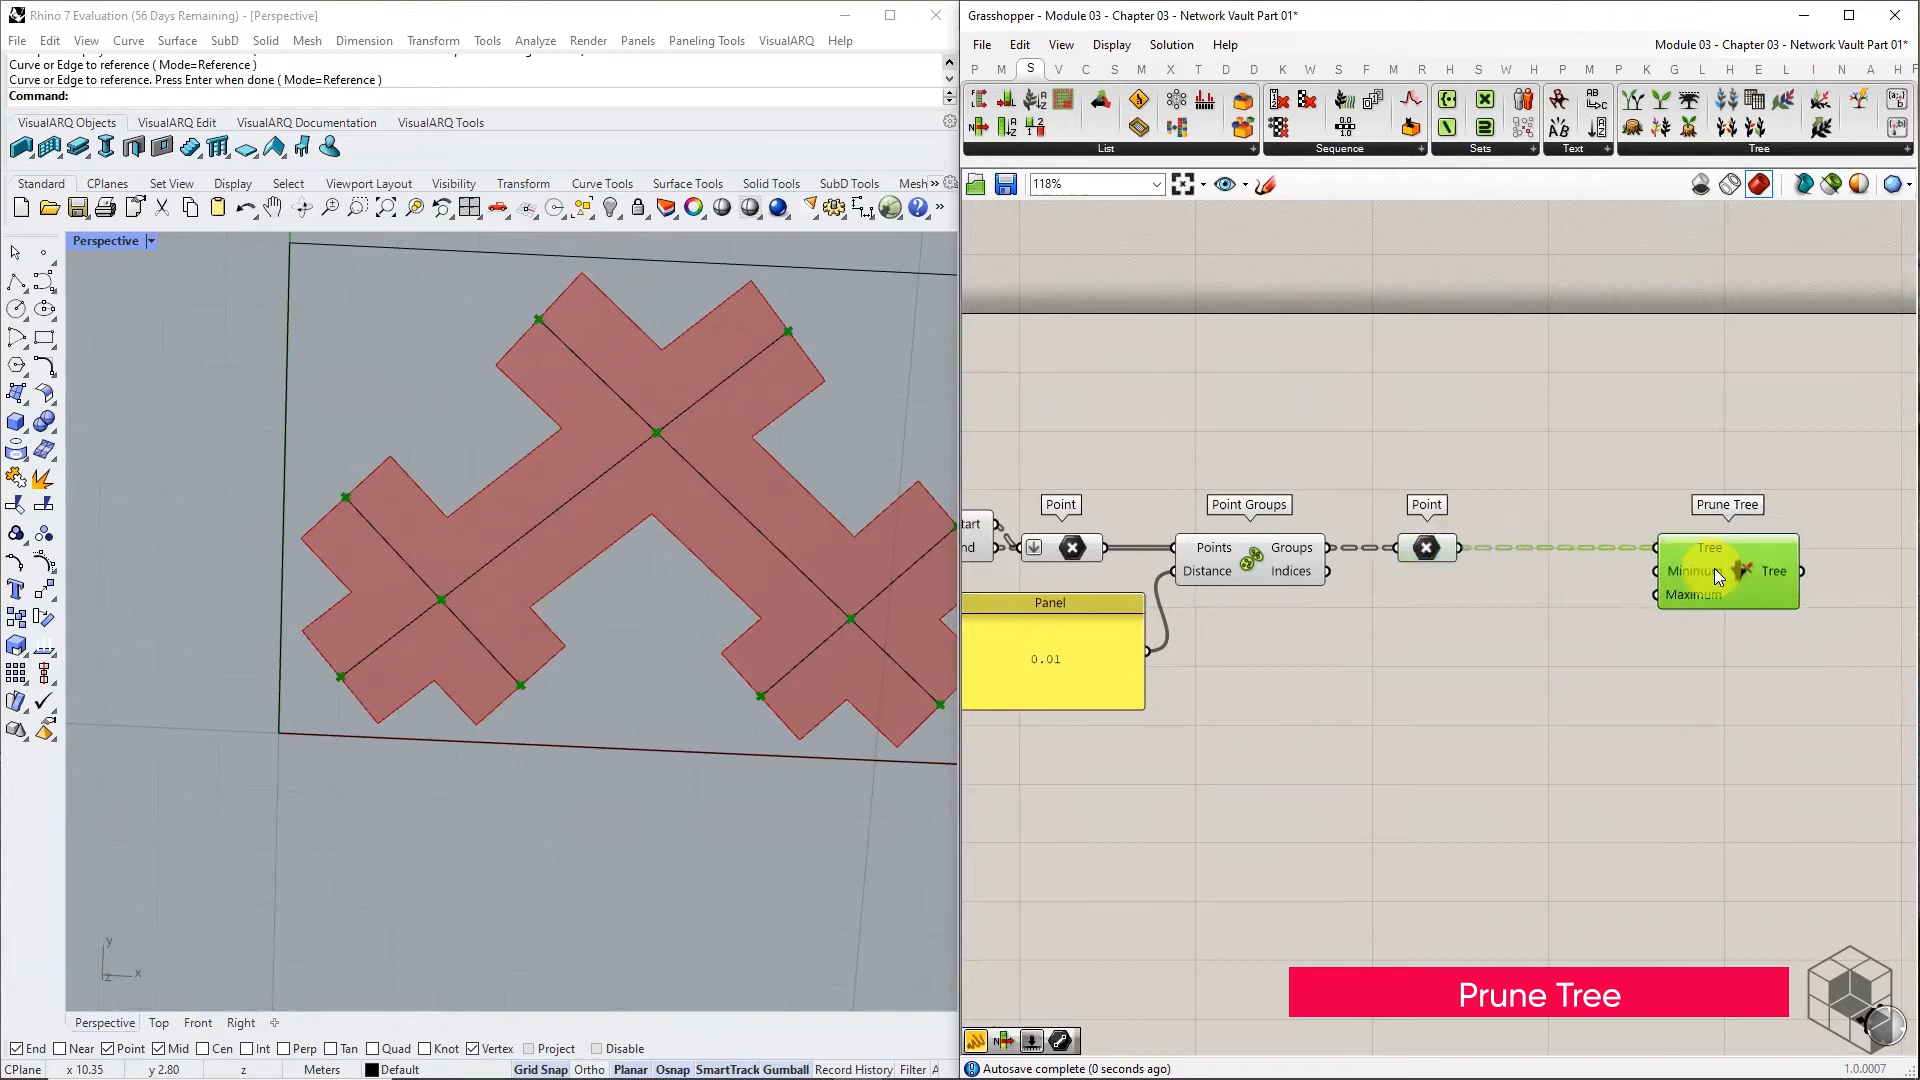 Rhino 7 Evaluation (56 Days Remaining) - [Perspective]
File Edit View Curve Surface SubD Solid Mesh Dimension Transform Tools Analyze Render Panels Paneling Tools VisualARQ Help
Curve or Edge to reference ( Mode=Reference )
Curve or Edge to reference. Press Enter when done ( Mode=Reference )
Command:
VisualARQ Objects VisualARQ Edit VisualARQ Documentation VisualARQ Tools
Standard CPlanes Set View Display Select Viewport Layout Visibility Transform Curve Tools Surface Tools Solid Tools SubD Tools Mesh
Perspective
y
z x
Perspective Top Front Right
End Near Point Mid Cen Int Perp Tan Quad Knot Vertex Project Disable
CPlane x 10.35 y 2.80 z Meters Default Grid Snap Ortho Planar Osnap SmartTrack Gumball Record History Filter A
Grasshopper - Module 03 - Chapter 03 - Network Vault Part 01*
File Edit View Display Solution Help
Module 03 - Chapter 03 - Network Vault Part 01*
P M S V C S M X T D D K W S F M R H S W H P M K G L H E L I N A H F
List Sequence Sets Text Tree
118%
Point Point Groups Point Prune Tree
tart
nd
Points Groups
Distance Indices
Tree
Minimum Tree
Maximum
Panel
0.01
Prune Tree
Autosave complete (0 seconds ago)
1.0.0007